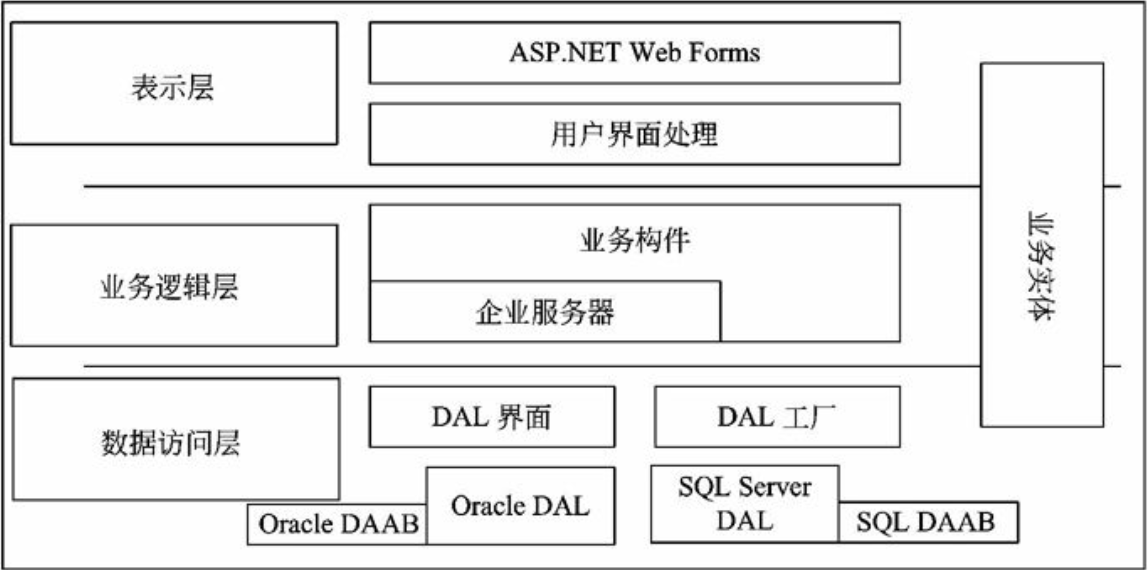 表示层
ASP.NET Web Forms
用户界面处理
业务逻辑层
业务构件
企业服务器
业务实体
数据访问层
DAL 界面
DAL 工厂
Oracle DAAB
Oracle DAL
SQL Server
DAL
SQL DAAB